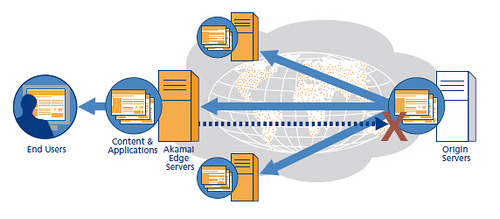 End Users
Content &
Applications
Akamai
Edge
Servers
Origin
Servers